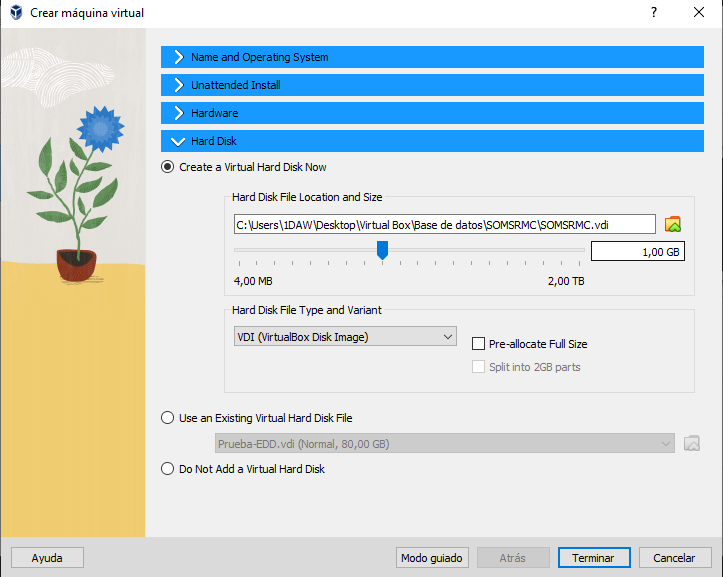 Crear máquina virtual
Name and Operating System
Unattended Install
Hardware
Hard Disk
Create a Virtual Hard Disk Now
Hard Disk File Location and Size
C:\Users\1DAW\Desktop\Virtual Box\Base de datos\SOMSRMC\SOMSRMC.vdi
1,00 GB
4,00 MB 2,00 TB
Hard Disk File Type and Variant
VDI (VirtualBox Disk Image)
Pre-allocate Full Size
Split into 2GB parts
Use an Existing Virtual Hard Disk File
Prueba-EDD.vdi (Normal, 80,00 GB)
Do Not Add a Virtual Hard Disk
Ayuda Modo guiado Atrás Terminar Cancelar